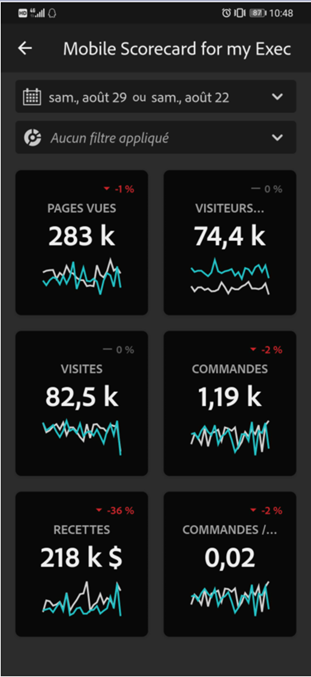 HD 4G 87 10:48
Mobile Scorecard for my Exec
sam., août 29 ou sam., août 22
Aucun filtre appliqué
-1 %
PAGES VUES
283 k
0 %
VISITEURS...
74,4 k
0 %
VISITES
82,5 k
-2 %
COMMANDES
1,19 k
-36 %
RECETTES
218 k $
-2 %
COMMANDES /...
0,02